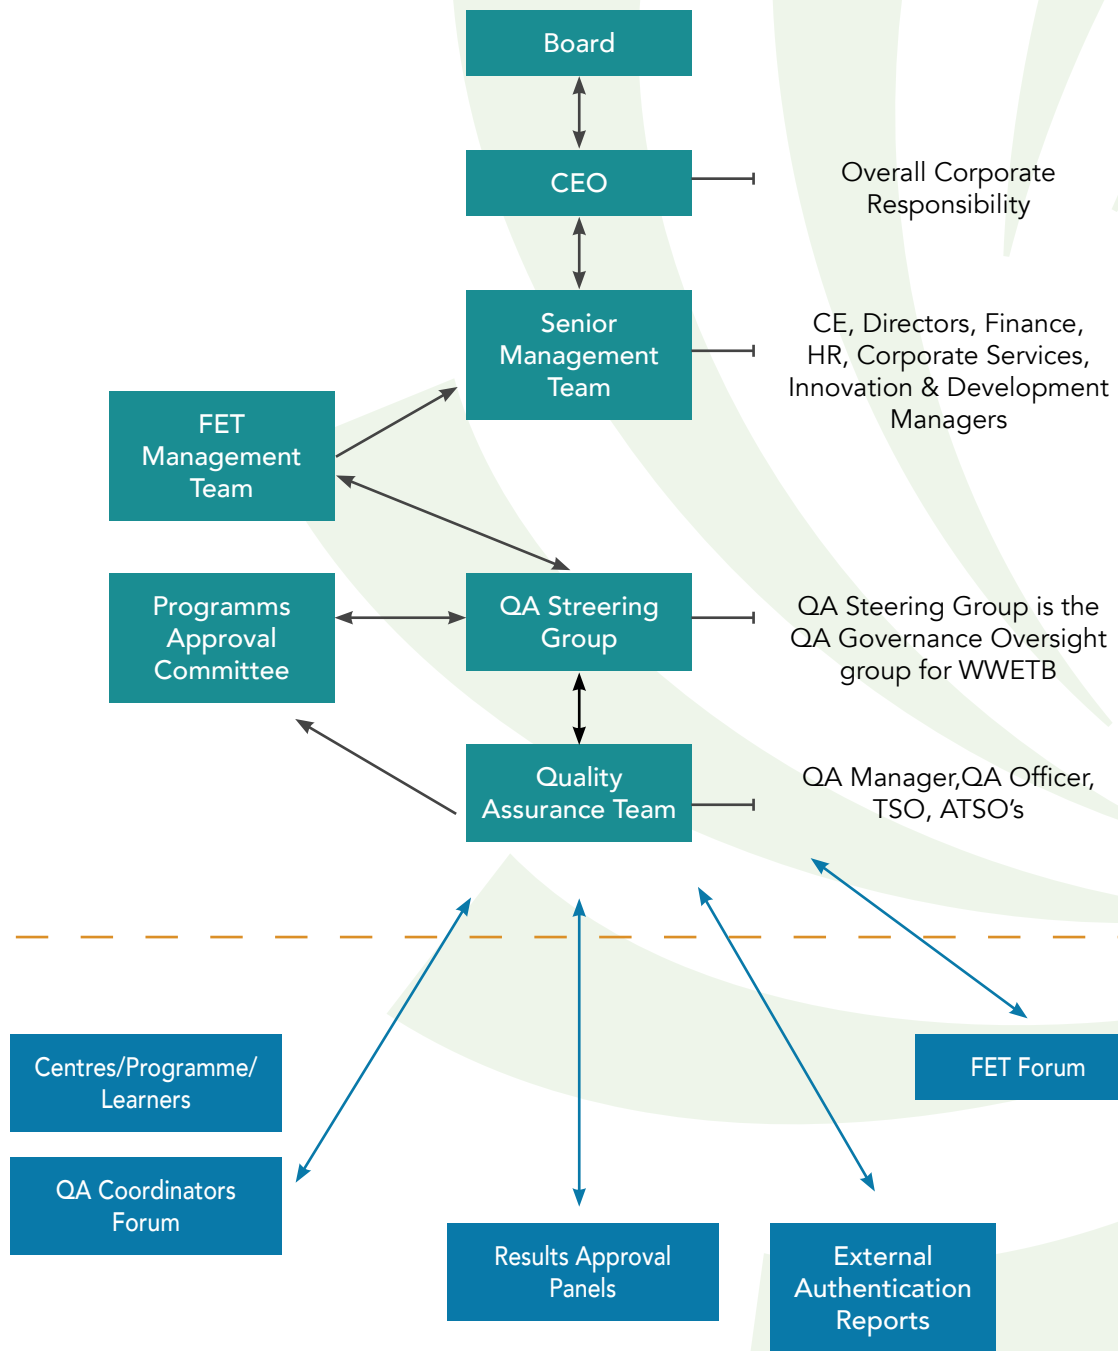 Board
CEO
Overall Corporate
Responsibility
Senior
Management
Team
CE, Directors, Finance,
HR, Corporate Services,
Innovation & Development
Managers
FET
Management
Team
Programms
Approval
Committee
QA Streering
Group
QA Steering Group is the
QA Governance Oversight
group for WWETB
Quality
Assurance Team
QA Manager,QA Officer,
TSO, ATSO’s
Centres/Programme/
Learners
FET Forum
QA Coordinators
Forum
Results Approval
Panels
External
Authentication
Reports